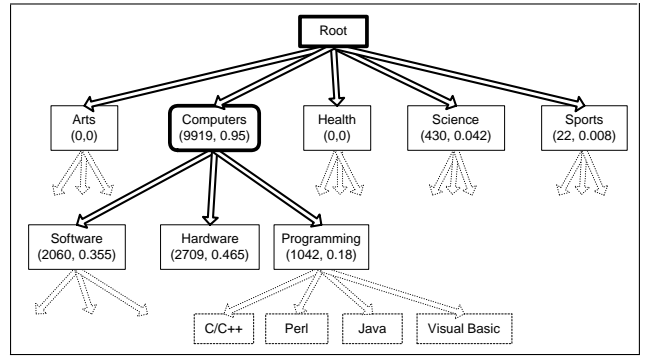 Root
Arts
(0,0)
Computers
(9919, 0.95)
Health
(0,0)
Science
(430, 0.042)
Sports
(22, 0.008)
Software
(2060, 0.355)
Hardware
(2709, 0.465)
Programming
(1042, 0.18)
C/C++
Perl
Java
Visual Basic